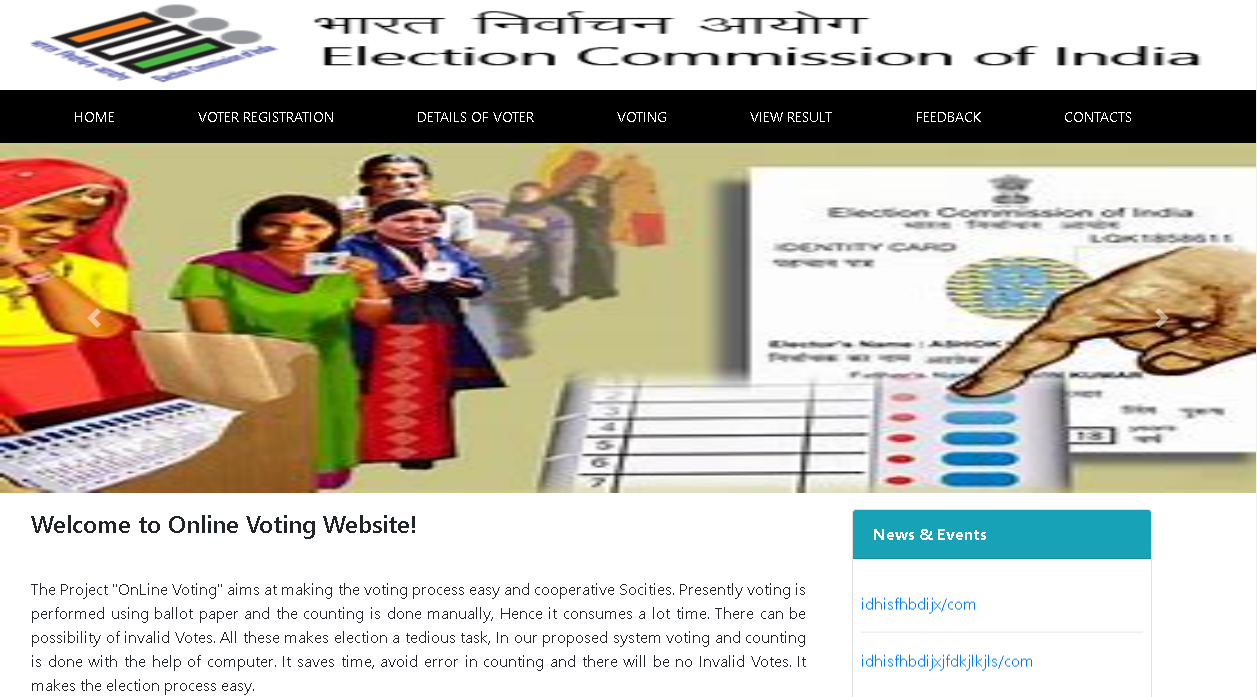 भारत निर्वाचन आयोग
Election Commission of India
HOME VOTER REGISTRATION DETAILS OF VOTER VOTING VIEW RESULT FEEDBACK CONTACTS
Election Commission of India
भारत निर्वाचन आयोग
IDENTITY CARD LQK1858611
पहचान पत्र
Elector's Name : ASHOK
निर्वाचक का नाम
KUMAR
18
2
3
4
5
6
7
Welcome to Online Voting Website!
News & Events
The Project "OnLine Voting" aims at making the voting process easy and cooperative Socities. Presently voting is
performed using ballot paper and the counting is done manually, Hence it consumes a lot time. There can be
possibility of invalid Votes. All these makes election a tedious task, In our proposed system voting and counting
is done with the help of computer. It saves time, avoid error in counting and there will be no Invalid Votes. It
makes the election process easy.
idhisfhbdijx/com
idhisfhbdijxjfdkjlkjls/com